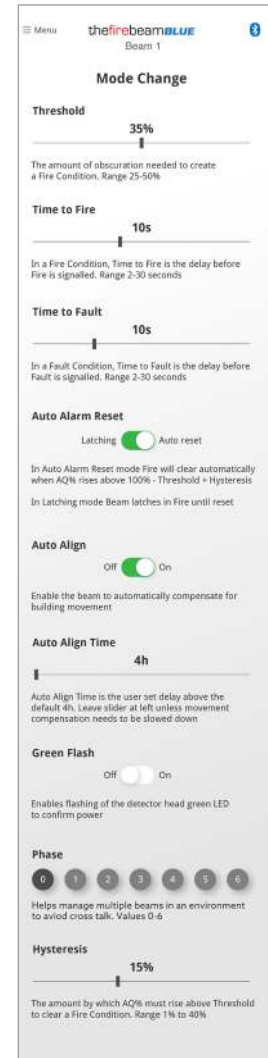 Menu
thefirebeamBLUE
Beam 1
Mode Change
Threshold
35%
The amount of obscuration needed to create
a Fire Condition. Range 25-50%
Time to Fire
10s
In a Fire Condition, Time to Fire is the delay before
Fire is signalled. Range 2-30 seconds
Time to Fault
10s
In a Fault Condition, Time to Fault is the delay before
Fault is signalled. Range 2-30 seconds
Auto Alarm Reset
Latching Auto reset
In Auto Alarm Reset mode Fire will clear automatically
when AQ% rises above 100% - Threshold + Hysteresis
In Latching mode Beam latches in Fire until reset
Auto Align
Off On
Enable the beam to automatically compensate for
building movement
Auto Align Time
4h
Auto Align Time is the user set delay above the
default 4h. Leave slider at left unless movement
compensation needs to be slowed down
Green Flash
Off On
Enables flashing of the detector head green LED
to confirm power
Phase
0 1 2 3 4 5 6
Helps manage multiple beams in an environment
to aviod cross talk. Values 0-6
Hysteresis
15%
The amount by which AQ% must rise above Threshold
to clear a Fire Condition. Range 1% to 40%